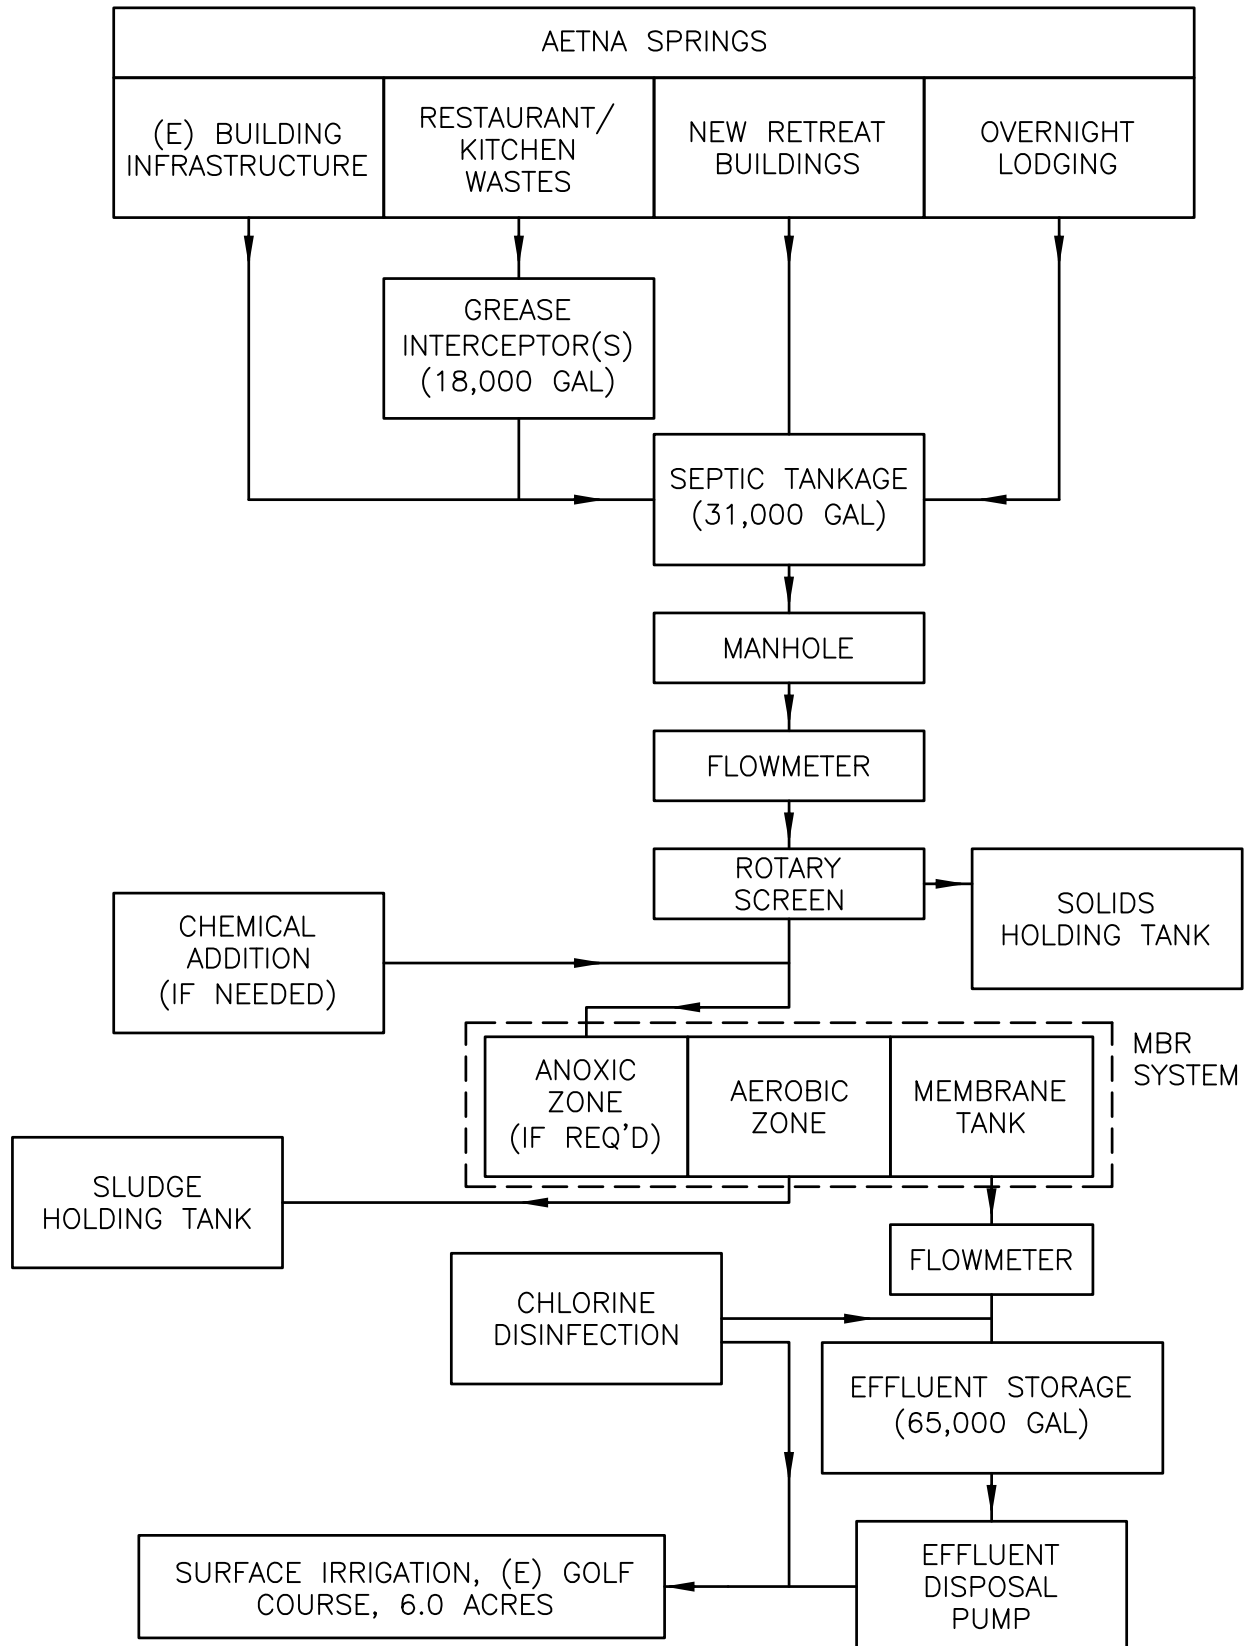 AETNA SPRINGS
(E) BUILDING
INFRASTRUCTURE
RESTAURANT/
KITCHEN
WASTES
NEW RETREAT
BUILDINGS
OVERNIGHT
LODGING
GREASE
INTERCEPTOR(S)
(18,000 GAL)
SEPTIC TANKAGE
(31,000 GAL)
MANHOLE
FLOWMETER
ROTARY
SCREEN
SOLIDS
HOLDING TANK
CHEMICAL
ADDITION
(IF NEEDED)
MBR
SYSTEM
ANOXIC
ZONE
(IF REQ'D)
AEROBIC
ZONE
MEMBRANE
TANK
SLUDGE
HOLDING TANK
FLOWMETER
CHLORINE
DISINFECTION
EFFLUENT STORAGE
(65,000 GAL)
EFFLUENT
DISPOSAL
PUMP
SURFACE IRRIGATION, (E) GOLF
COURSE, 6.0 ACRES